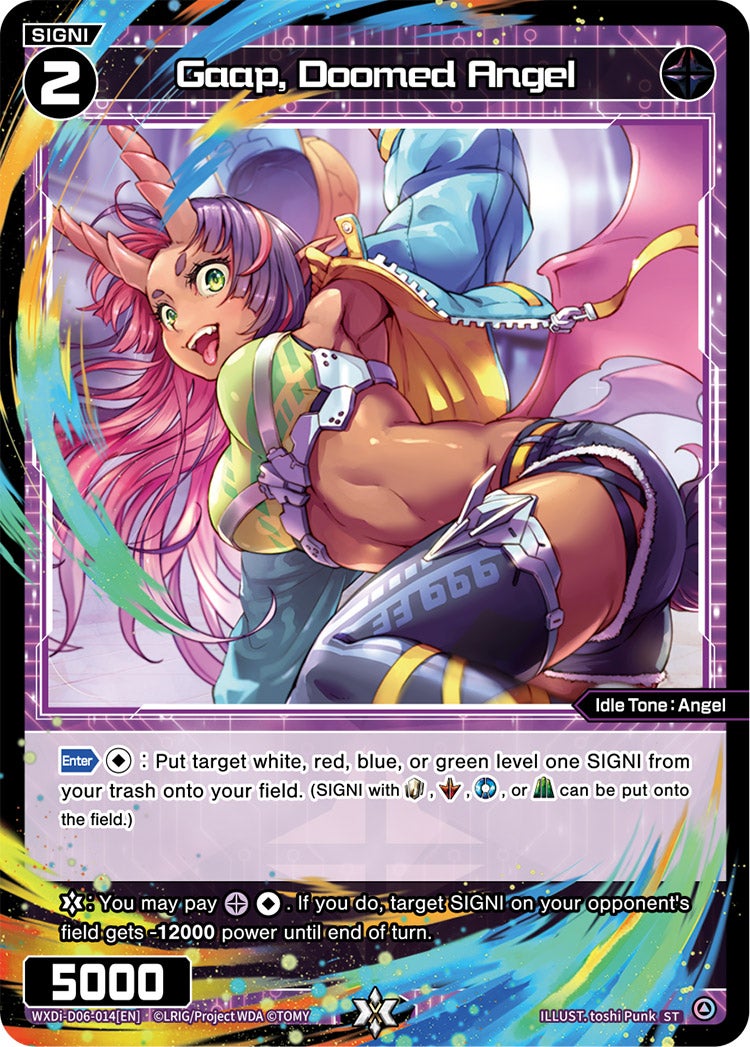 SIGNI
2
Gaap, Doomed Angel
33 666
Idle Tone：Angel
Enter : Put target white, red, blue, or green level one SIGNI from
your trash onto your field. (SIGNI with , , , or can be put onto
the field.)
: You may pay . If you do, target SIGNI on your opponent's
field gets -12000 power until end of turn.
5000
WXDi-D06-014[EN] · ©LRIG/Project WDA ©TOMY
ILLUST. toshi Punk ST